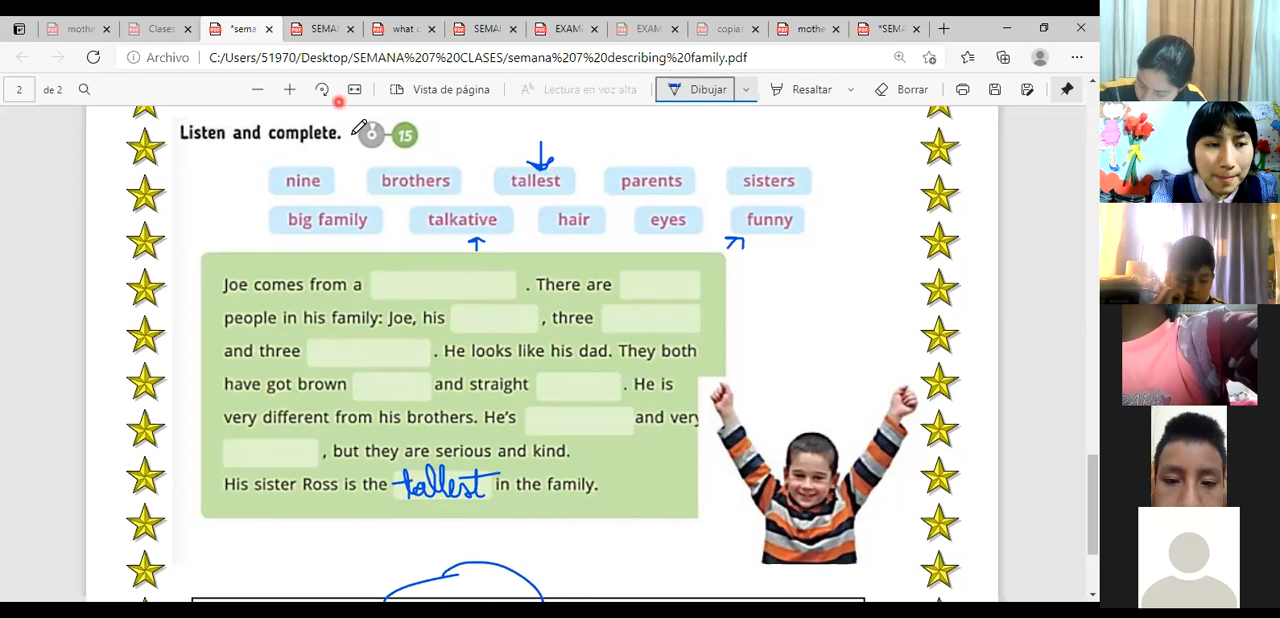 mothe
Clases
*sema
SEMAI
what c
SEMAI
EXAM
EXAM
copias
mothe
*SEMA
Archivo
C:/Users/51970/Desktop/SEMANA%207%20CLASES/semana%207%20describing%20family.pdf
2
de 2
Vista de página
Lectura en voz alta
Dibujar
Resaltar
Borrar
Listen and complete. 15
nine brothers tallest parents sisters
big family talkative hair eyes funny
Joe comes from a . There are
people in his family: Joe, his , three
and three . He looks like his dad. They both
have got brown and straight . He is
very different from his brothers. He's and very
, but they are serious and kind.
His sister Ross is the tallest in the family.